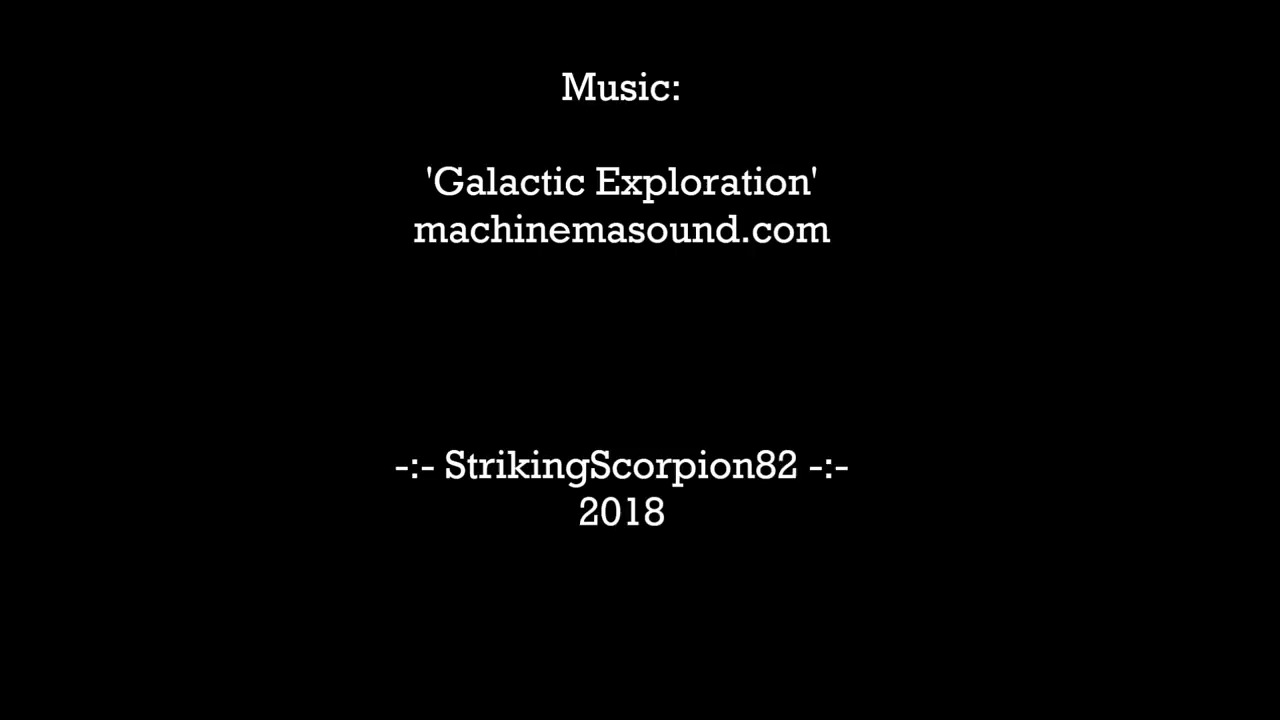 Music:
'Galactic Exploration'
machinemasound.com
-:- StrikingScorpion82 -:-
2018